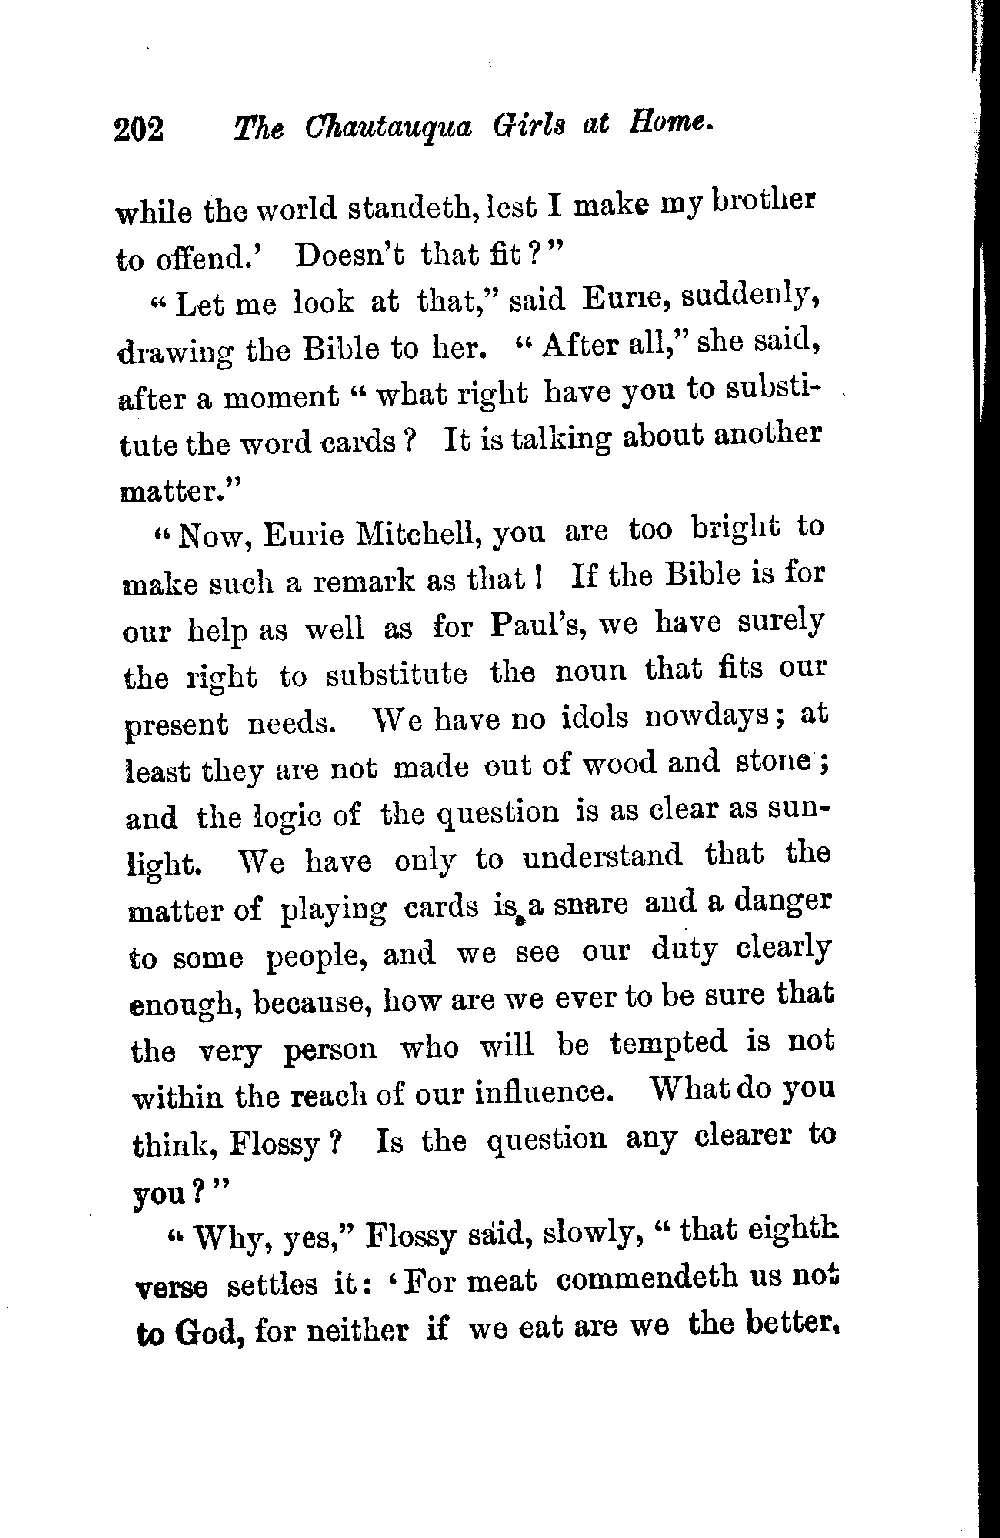 202 The Chautauqua Girls at Home.
while the world standeth, lest I make my brother
to offend.' Doesn't that fit?"
"Let me look at that," said Eurie, suddenly,
drawing the Bible to her. "After all," she said,
after a moment "what right have you to substi-
tute the word cards? It is talking about another
matter."
"Now, Eurie Mitchell, you are too bright to
make such a remark as that! If the Bible is for
our help as well as for Paul's, we have surely
the right to substitute the noun that fits our
present needs. We have no idols nowdays; at
least they are not made out of wood and stone;
and the logic of the question is as clear as sun-
light. We have only to understand that the
matter of playing cards is a snare and a danger
to some people, and we see our duty clearly
enough, because, how are we ever to be sure that
the very person who will be tempted is not
within the reach of our influence. What do you
think, Flossy? Is the question any clearer to
you?"
"Why, yes," Flossy said, slowly, "that eighth
verse settles it: 'For meat commendeth us not
to God, for neither if we eat are we the better,